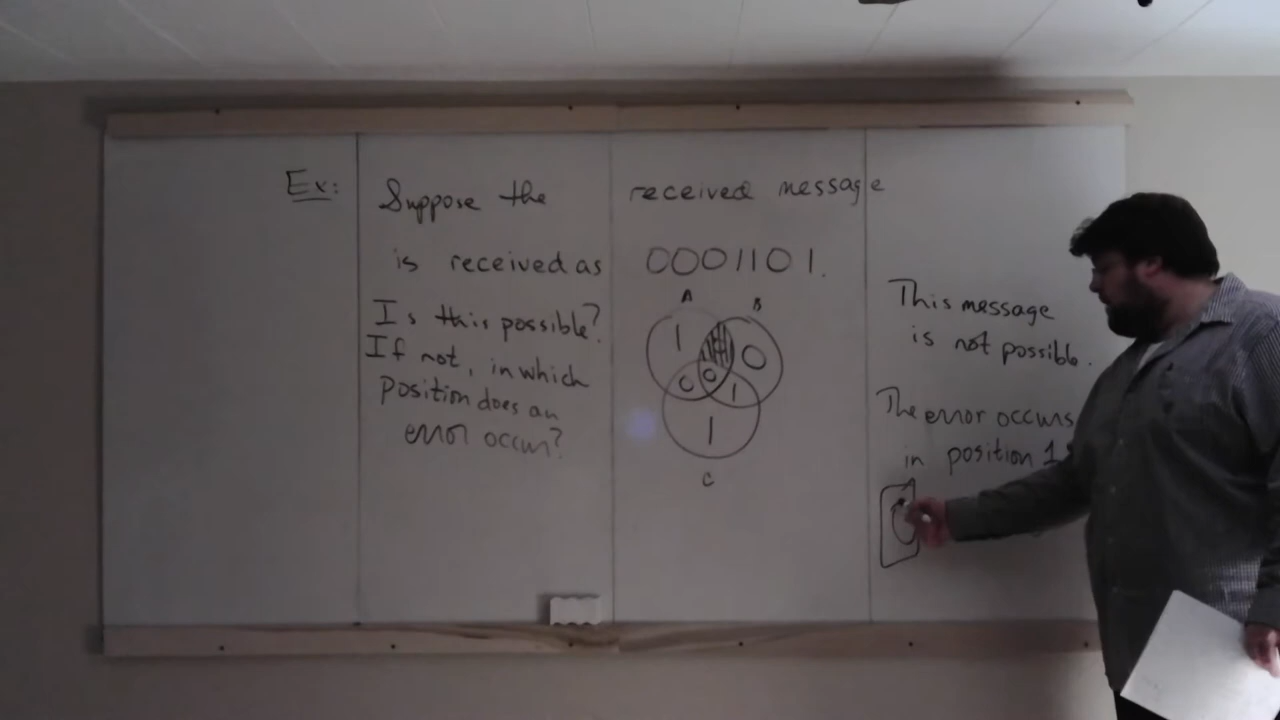 Ex:
Suppose the received message
is received as 0001101.
Is this possible?
If not, in which
position does an
error occur?
A B
1 0
0 0 1
1
C
This message
is not possible.
The error occurs
in position 1